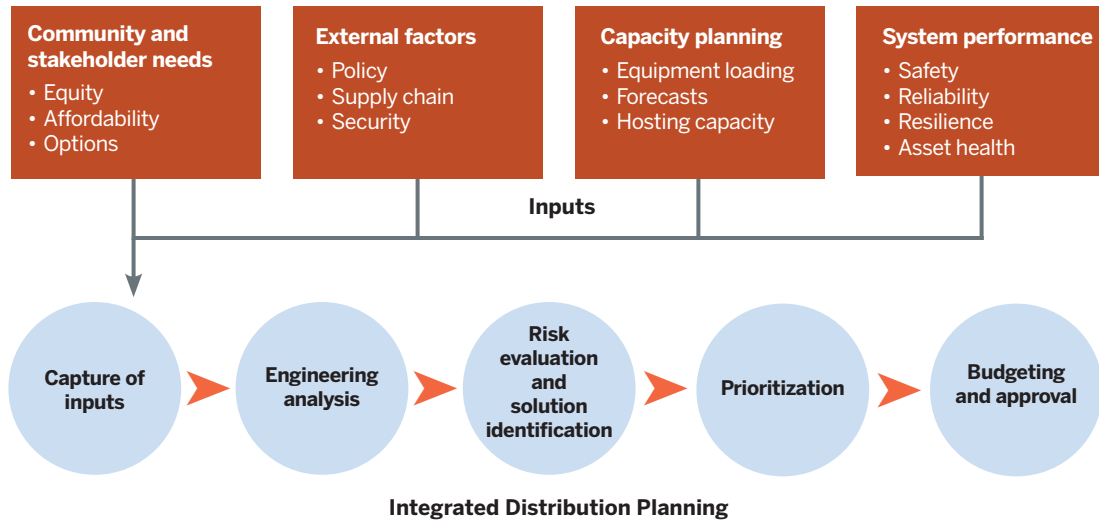 Community and
stakeholder needs
• Equity
• Affordability
• Options
External factors
• Policy
• Supply chain
• Security
Capacity planning
• Equipment loading
• Forecasts
• Hosting capacity
System performance
• Safety
• Reliability
• Resilience
• Asset health
Inputs
Capture of
inputs
Engineering
analysis
Risk
evaluation
and
solution
identification
Prioritization
Budgeting
and approval
Integrated Distribution Planning